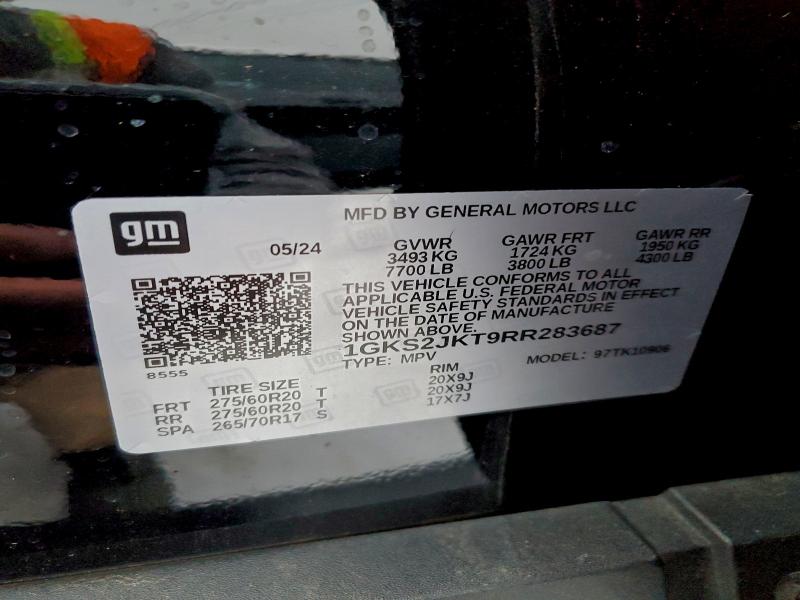 gm
MFD BY GENERAL MOTORS LLC
05/24
GVWR GAWR FRT GAWR RR
3493 KG 1724 KG 1950 KG
7700 LB 3800 LB 4300 LB
THIS VEHICLE CONFORMS TO ALL
APPLICABLE U.S. FEDERAL MOTOR
VEHICLE SAFETY STANDARDS IN EFFECT
ON THE DATE OF MANUFACTURE
SHOWN ABOVE.
1GKS2JKT9RR283687
TYPE: MPV MODEL: 97TK10906
8555
TIRE SIZE RIM
FRT 275/60R20 T 20X9J
RR 275/60R20 T 20X9J
SPA 265/70R17 S 17X7J